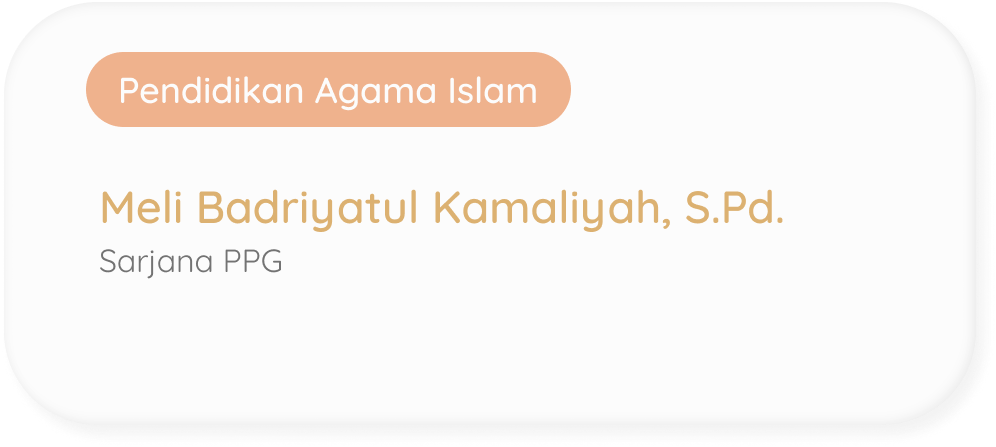 Pendidikan Agama Islam
Meli Badriyatul Kamaliyah, S.Pd.
Sarjana PPG